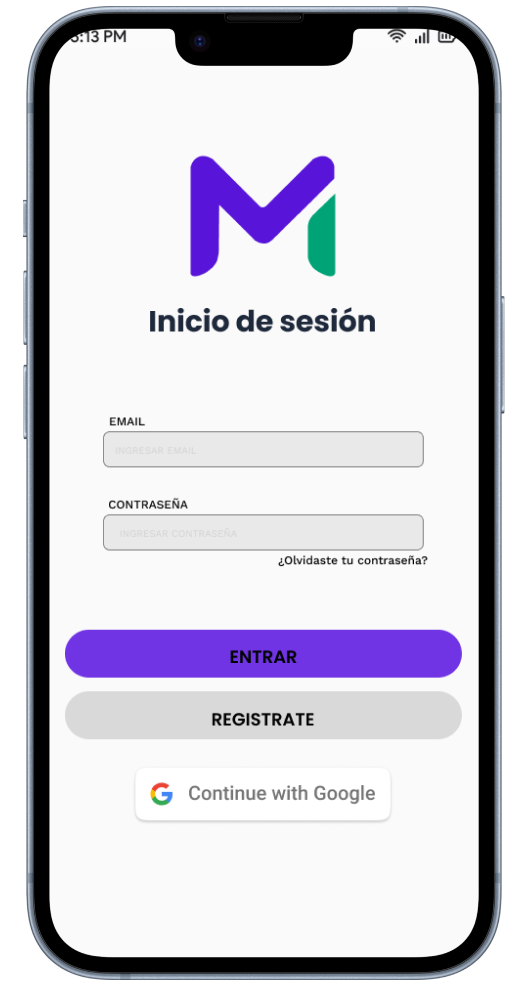 :13 PM
Inicio de sesión
EMAIL
INGRESAR EMAIL
CONTRASEÑA
INGRESAR CONTRASEÑA
¿Olvidaste tu contraseña?
ENTRAR
REGISTRATE
Continue with Google